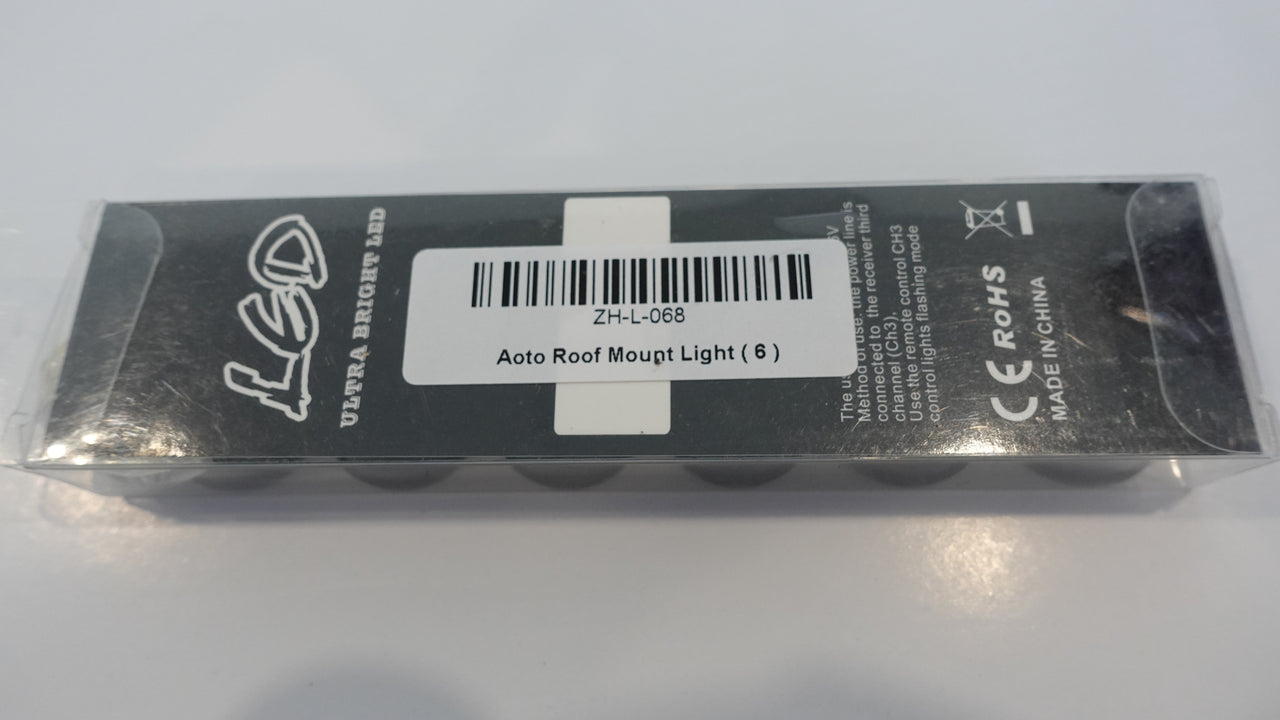 LED
ULTRA BRIGHT LED
ZH-L-068
Aoto Roof Mount Light ( 6 )
6V
Method of use: the power line is
connected to the receiver third
channel (Ch3),
Use the remote control CH3
control lights flashing mode
CE RoHS
MADE IN CHINA